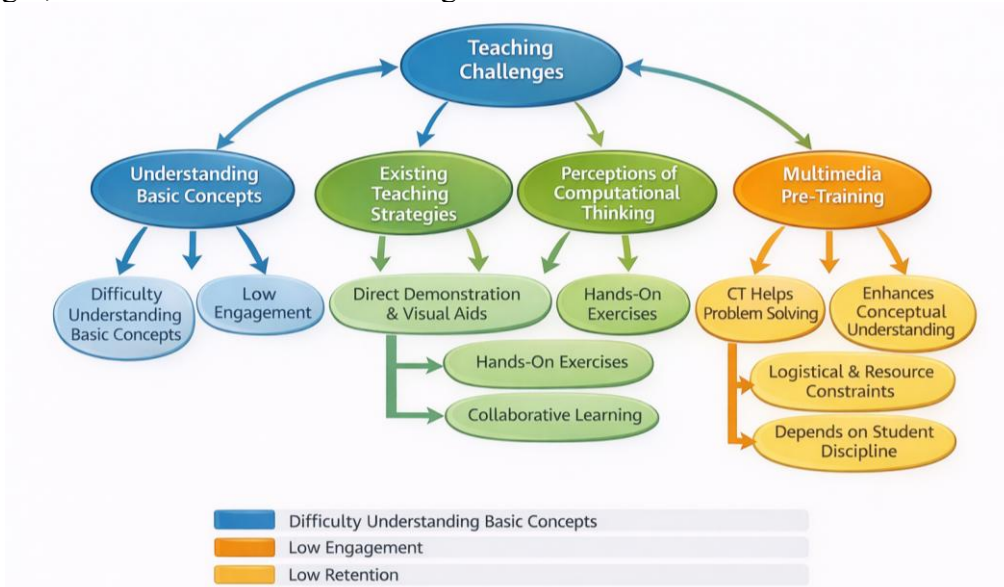 Teaching
Challenges
Understanding
Basic Concepts
Existing
Teaching
Strategies
Perceptions of
Computational
Thinking
Multimedia
Pre-Training
Difficulty
Understanding
Basic Concepts
Low
Engagement
Direct Demonstration
& Visual Aids
Hands-On
Exercises
CT Helps
Problem Solving
Enhances
Conceptual
Understanding
Hands-On Exercises
Collaborative Learning
Logistical & Resource
Constraints
Depends on Student
Discipline
Difficulty Understanding Basic Concepts
Low Engagement
Low Retention